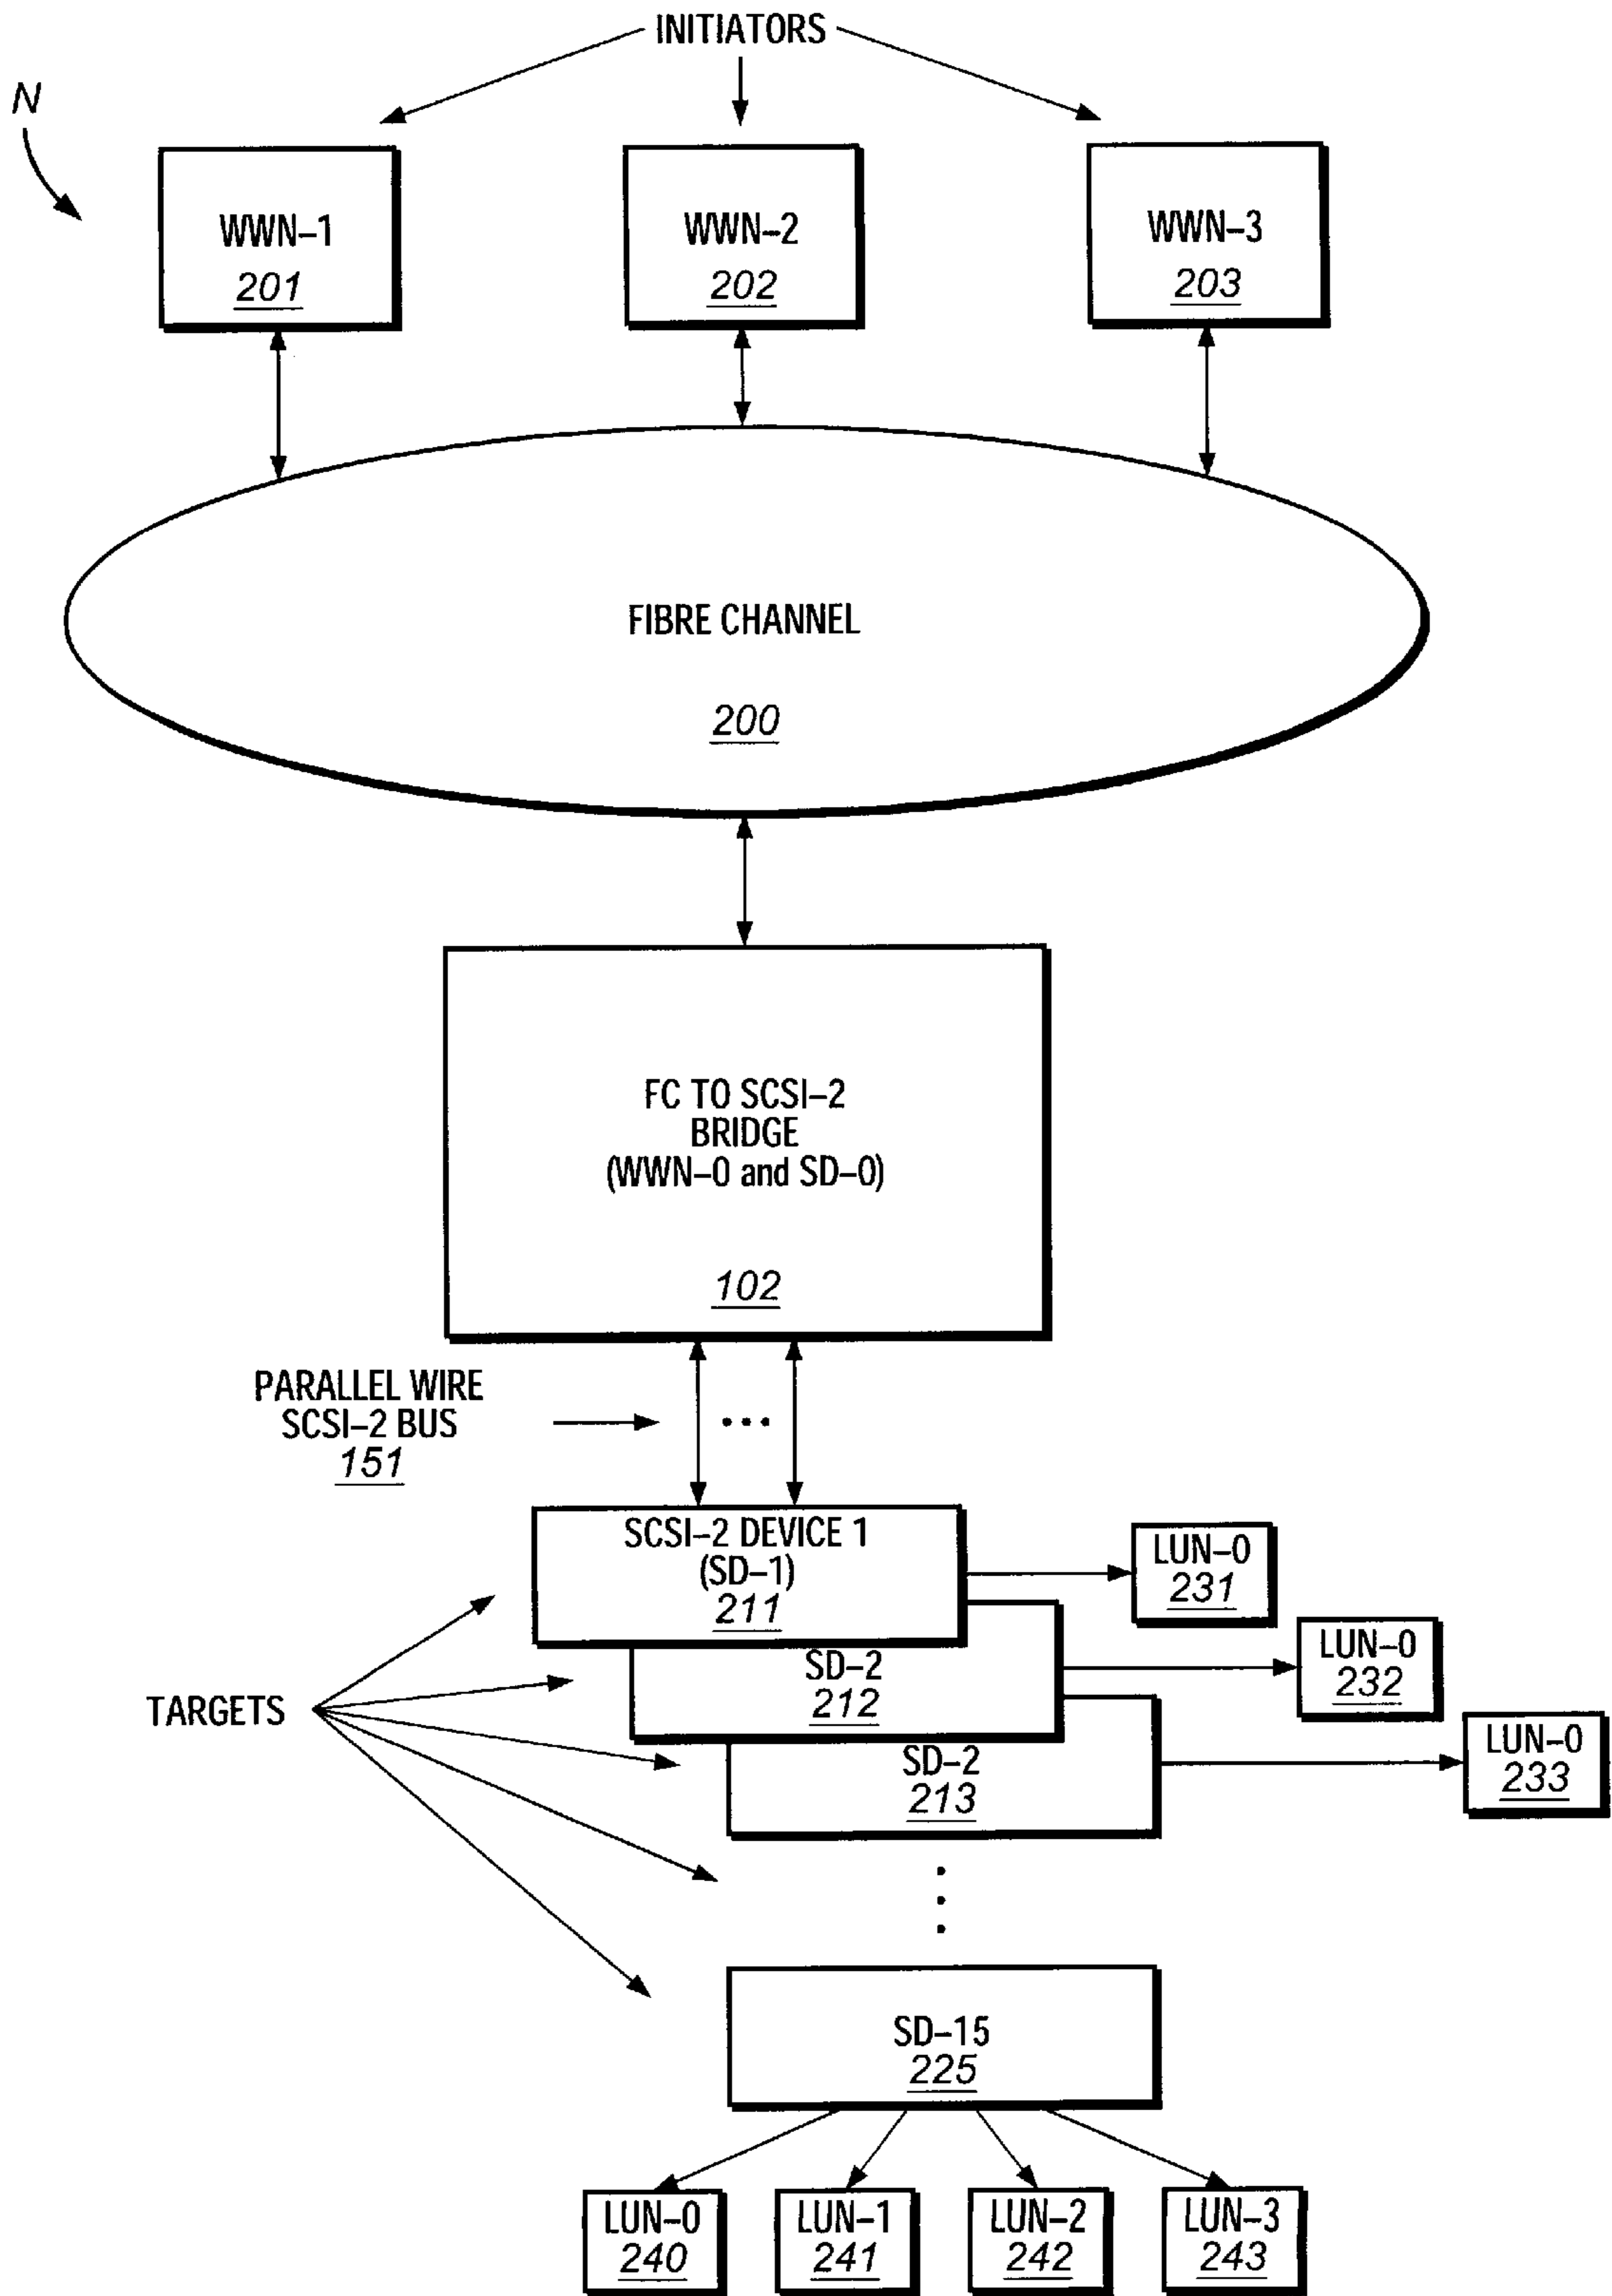 INITIATORS
N
WWN-1
201
WWN-2
202
WWN-3
203
FIBRE CHANNEL
200
FC TO SCSI-2
BRIDGE
(WWN-0 and SD-0)
102
PARALLEL WIRE
SCSI-2 BUS
151
SCSI-2 DEVICE 1
(SD-1)
211
LUN-0
231
SD-2
212
LUN-0
232
TARGETS
SD-2
213
LUN-0
233
SD-15
225
LUN-0
240
LUN-1
241
LUN-2
242
LUN-3
243